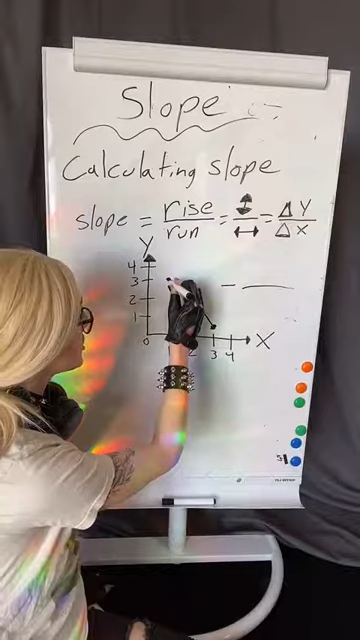 Slope
Calculating slope
slope = rise/run = ↕/↔ = ΔY/ΔX
Y
4
3
2
1
0 1 2 3 4 X